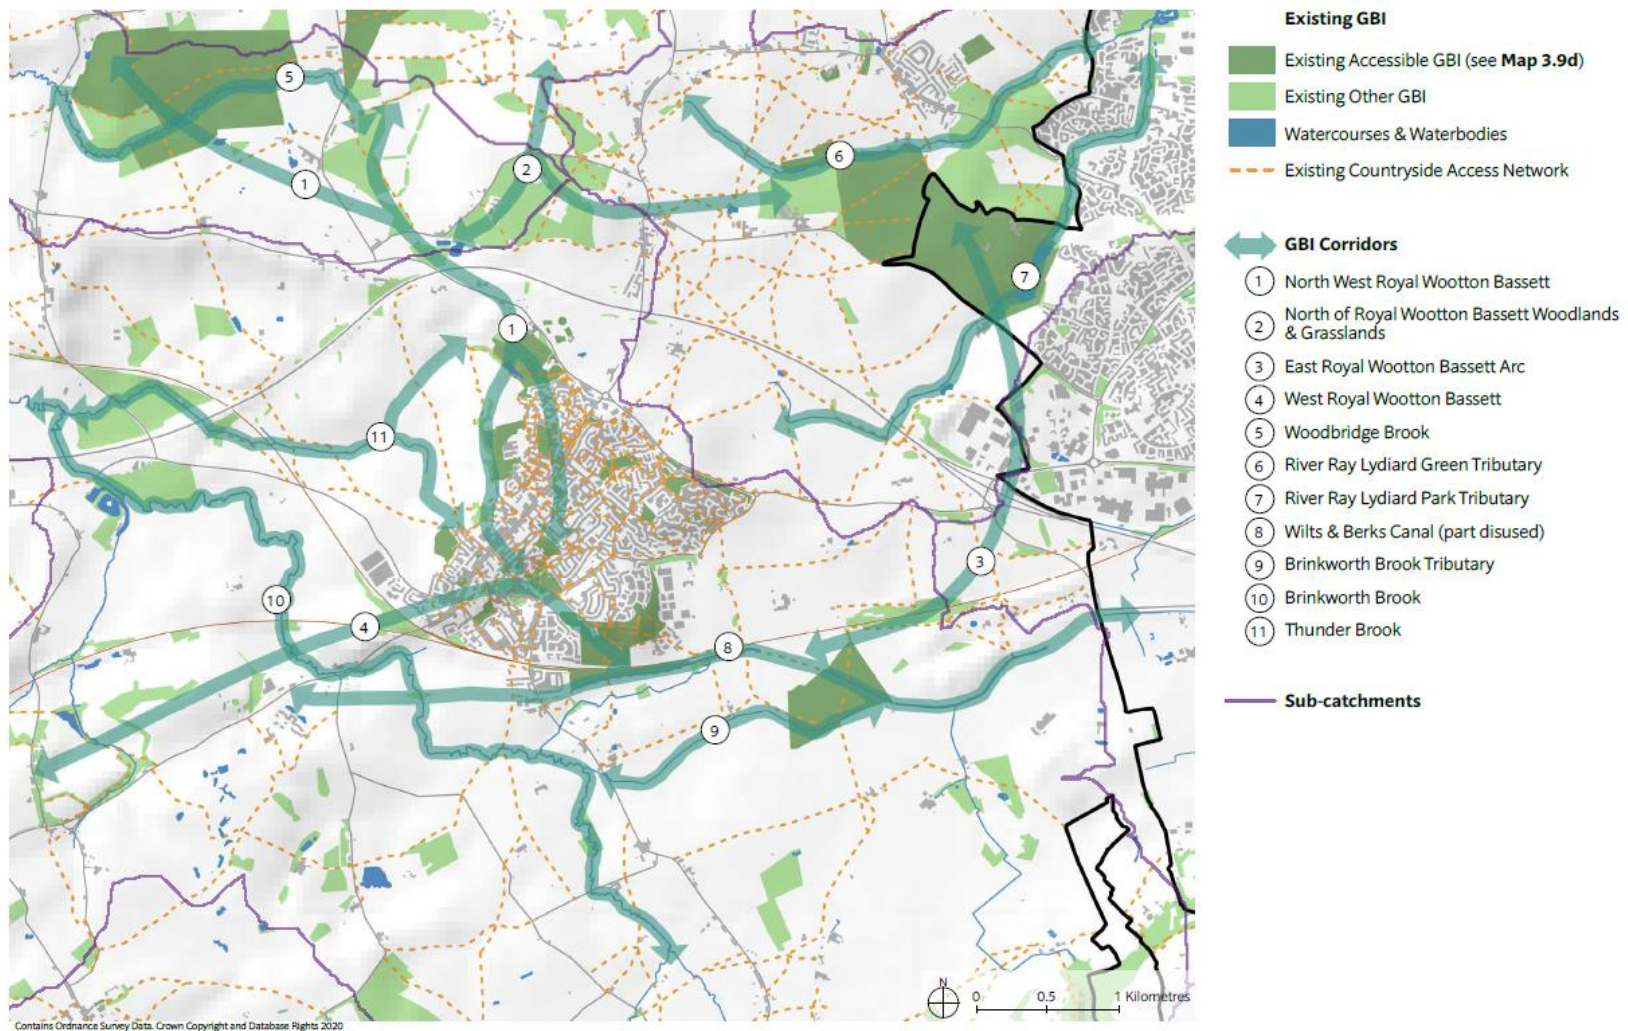 Existing GBI
Existing Accessible GBI (see Map 3.9d)
Existing Other GBI
Watercourses & Waterbodies
Existing Countryside Access Network
GBI Corridors
1 North West Royal Wootton Bassett
2 North of Royal Wootton Bassett Woodlands
& Grasslands
3 East Royal Wootton Bassett Arc
4 West Royal Wootton Bassett
5 Woodbridge Brook
6 River Ray Lydiard Green Tributary
7 River Ray Lydiard Park Tributary
8 Wilts & Berks Canal (part disused)
9 Brinkworth Brook Tributary
10 Brinkworth Brook
11 Thunder Brook
Sub-catchments
5
6
2
1
7
1
11
3
10
4
8
9
N
0 0.5 1 Kilometres
Contains Ordnance Survey Data. Crown Copyright and Database Rights 2020